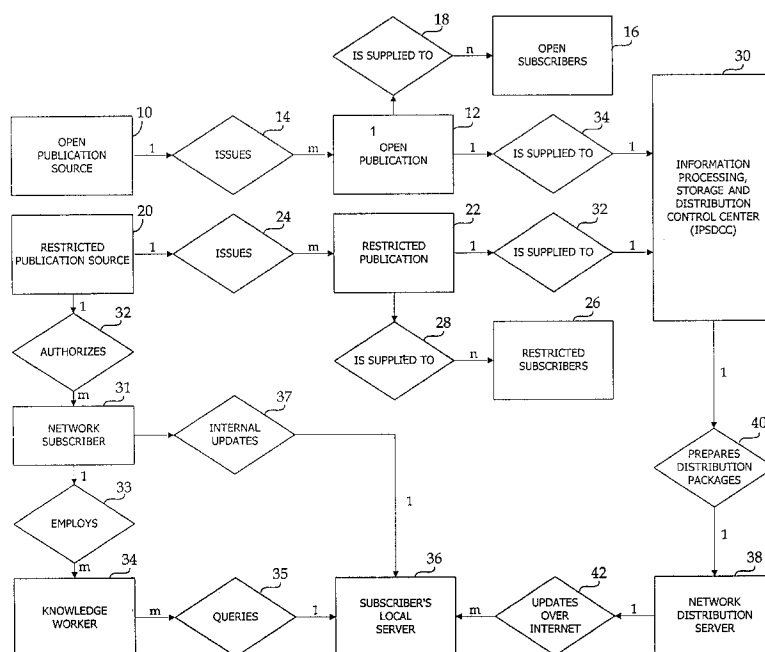 18
IS SUPPLIED TO
n
OPEN
SUBSCRIBERS
16
30
10
OPEN
PUBLICATION
SOURCE
1
14
ISSUES
m
12
1
OPEN
PUBLICATION
1
34
IS SUPPLIED TO
1
INFORMATION
PROCESSING,
STORAGE AND
DISTRIBUTION
CONTROL CENTER
(IPSDCC)
20
RESTRICTED
PUBLICATION SOURCE
1
24
ISSUES
m
22
RESTRICTED
PUBLICATION
1
32
IS SUPPLIED TO
1
1
32
AUTHORIZES
m
28
IS SUPPLIED TO
n
26
RESTRICTED
SUBSCRIBERS
31
NETWORK
SUBSCRIBER
37
INTERNAL
UPDATES
1
1
40
PREPARES
DISTRIBUTION
PACKAGES
1
1
33
EMPLOYS
m
34
KNOWLEDGE
WORKER
m
35
QUERIES
1
36
SUBSCRIBER'S
LOCAL
SERVER
m
42
UPDATES
OVER
INTERNET
1
38
NETWORK
DISTRIBUTION
SERVER